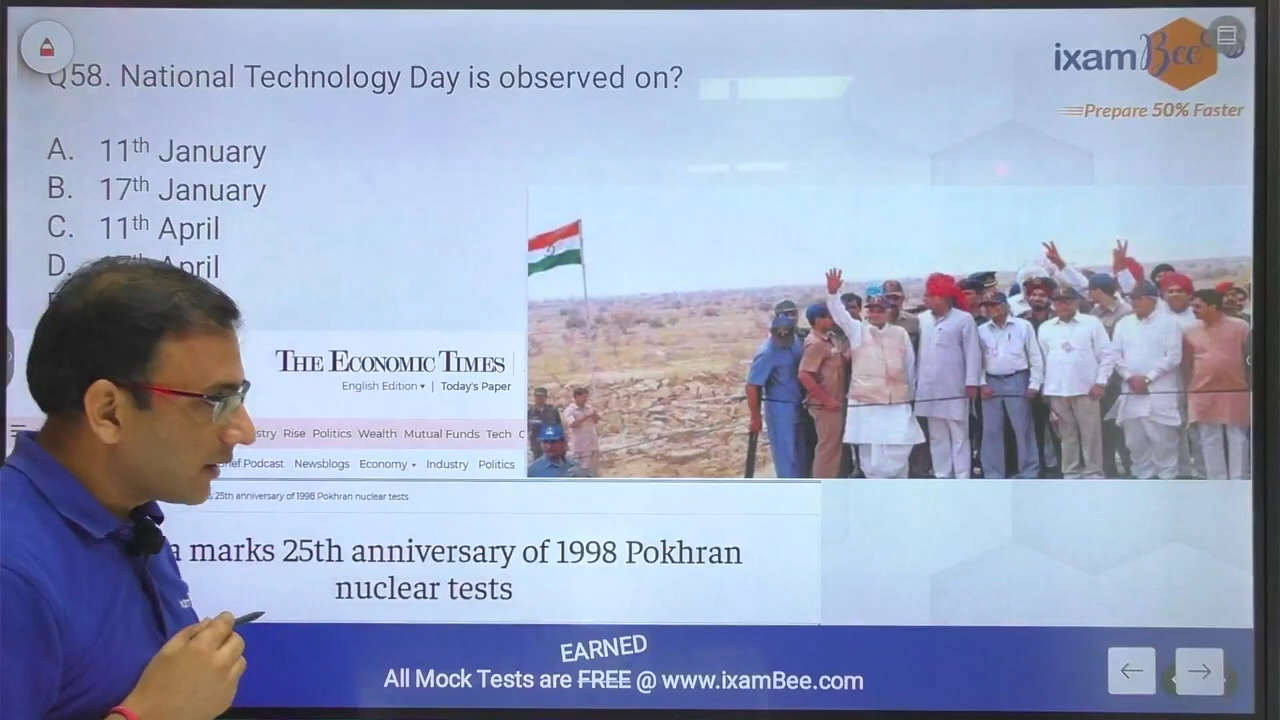 Q58. National Technology Day is observed on?
ixamBee
Prepare 50% Faster
A. 11th January
B. 17th January
C. 11th April
D. April
THE ECONOMIC TIMES
English Edition | Today's Paper
Rise Politics Wealth Mutual Funds Tech
Podcast Newsblogs Economy Industry Politics
25th anniversary of 1998 Pokhran nuclear tests
marks 25th anniversary of 1998 Pokhran
nuclear tests
EARNED
All Mock Tests are FREE @ www.ixamBee.com